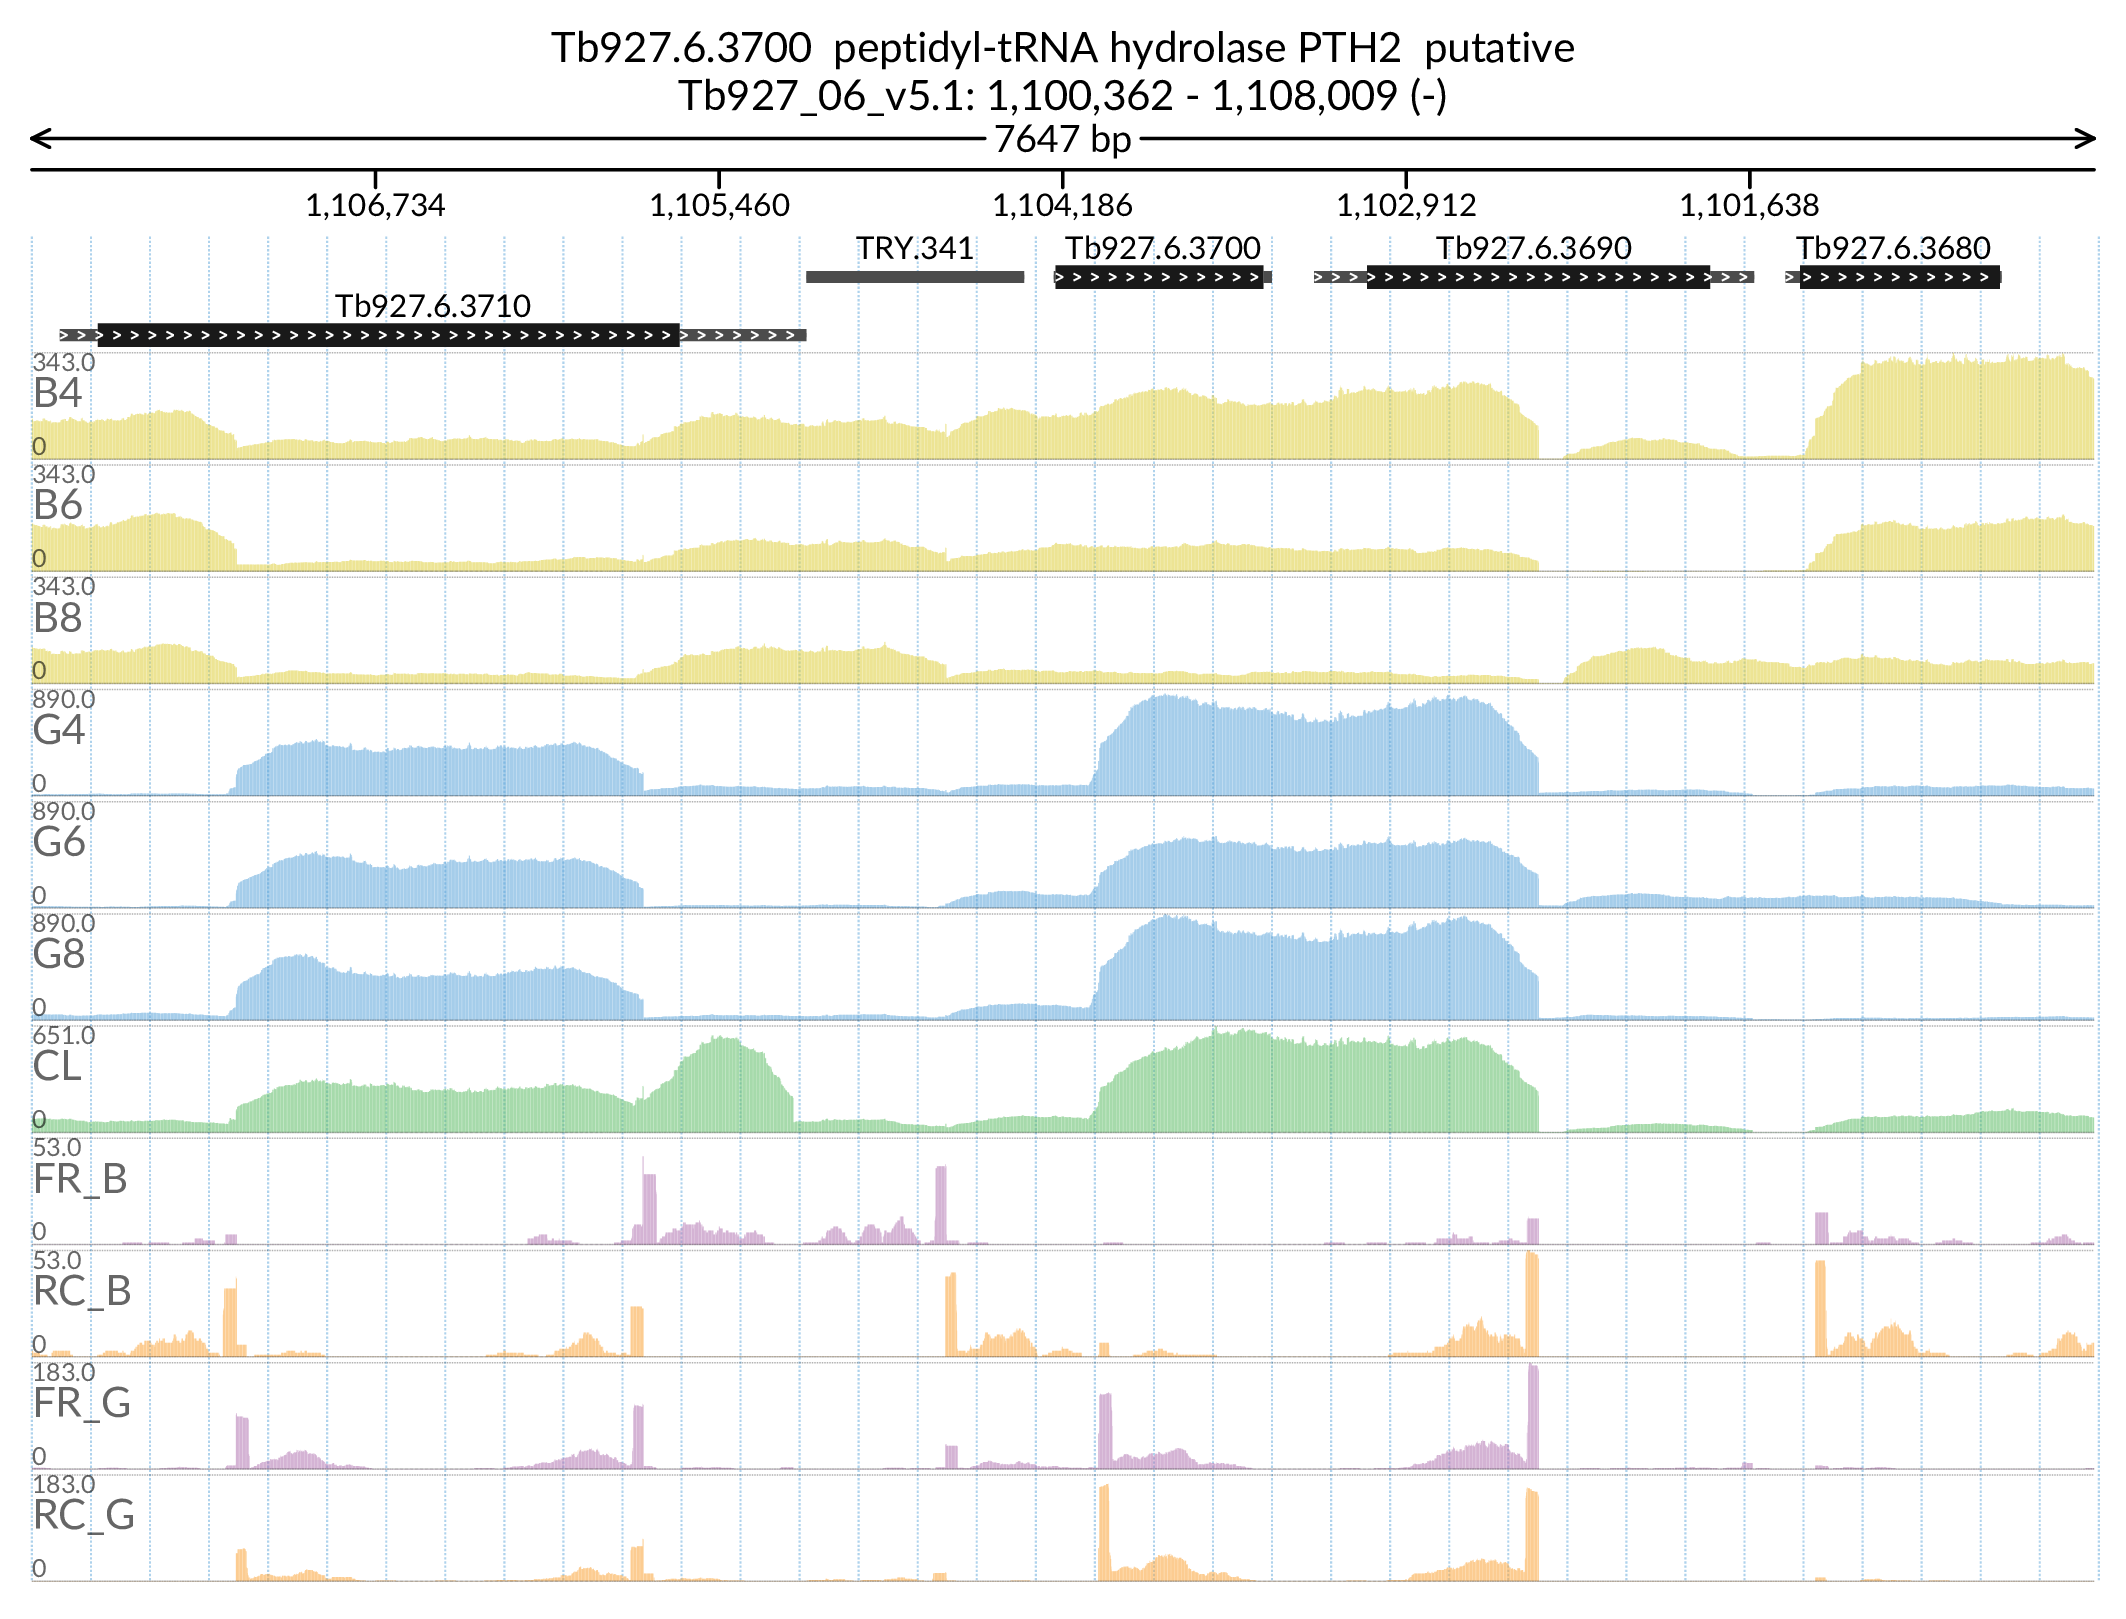 Tb927.6.3700  peptidyl-tRNA hydrolase PTH2  putative
Tb927_06_v5.1: 1,100,362 - 1,108,009 (-)
7647 bp
1,106,734 1,105,460 1,104,186 1,102,912 1,101,638
TRY.341 Tb927.6.3700 Tb927.6.3690 Tb927.6.3680
Tb927.6.3710
343.0
B4
0
343.0
B6
0
343.0
B8
0
890.0
G4
0
890.0
G6
0
890.0
G8
0
651.0
CL
0
53.0
FR_B
0
53.0
RC_B
0
183.0
FR_G
0
183.0
RC_G
0